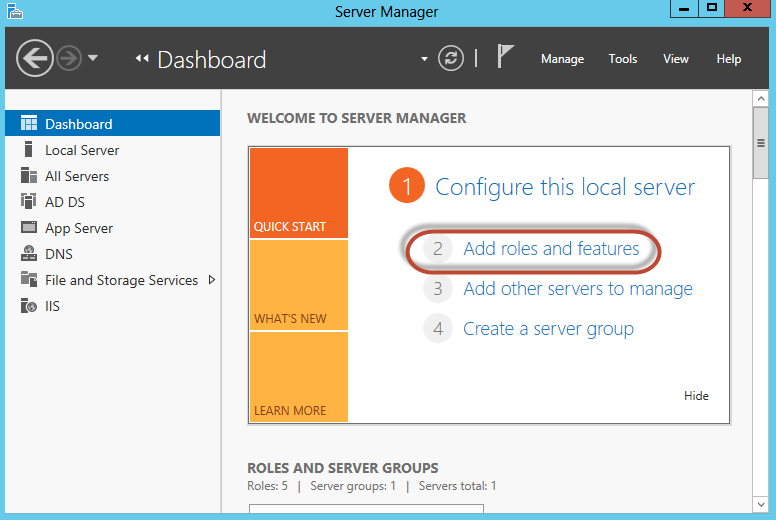 Server Manager
Dashboard
Manage Tools View Help
Dashboard
Local Server
All Servers
AD DS
App Server
DNS
File and Storage Services
IIS
WELCOME TO SERVER MANAGER
QUICK START
WHAT'S NEW
LEARN MORE
1 Configure this local server
2 Add roles and features
3 Add other servers to manage
4 Create a server group
Hide
ROLES AND SERVER GROUPS
Roles: 5 | Server groups: 1 | Servers total: 1